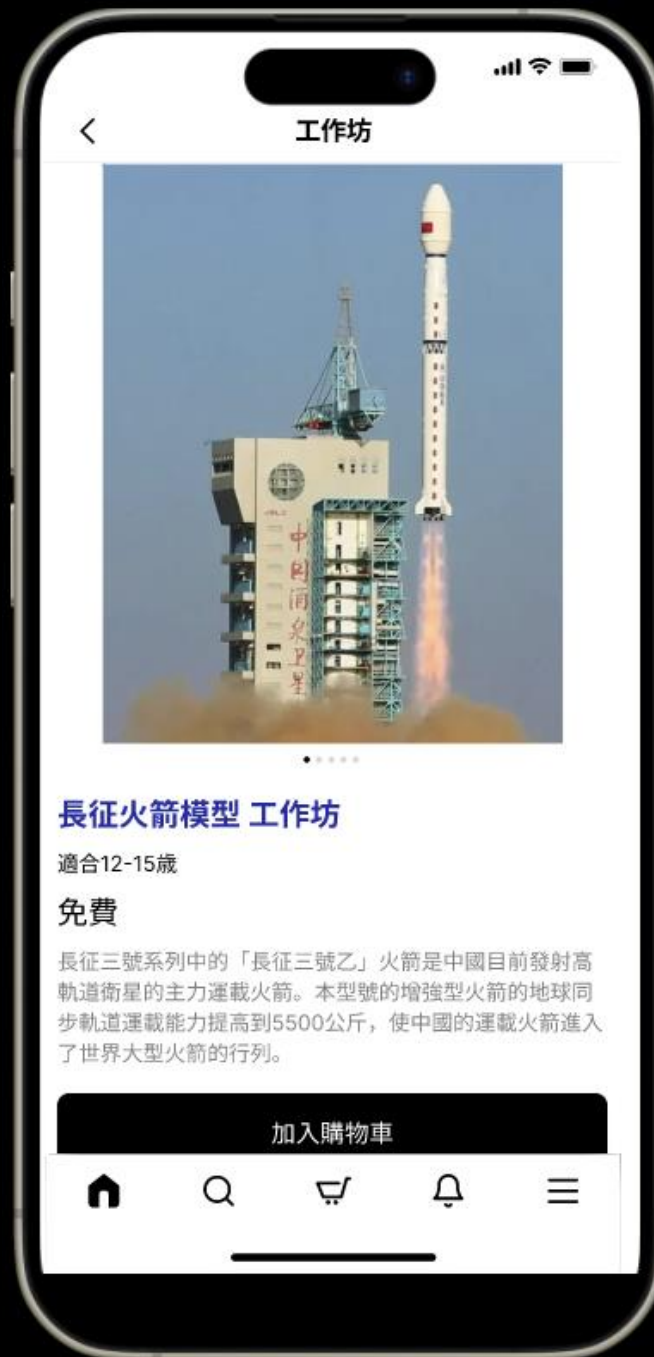 工作坊
中国酒泉卫星
長征火箭模型 工作坊
適合12-15歳
免費
長征三號系列中的「長征三號乙」火箭是中國目前發射高
軌道衛星的主力運載火箭。本型號的增強型火箭的地球同
步軌道運載能力提高到5500公斤，使中國的運載火箭進入
了世界大型火箭的行列。
加入購物車